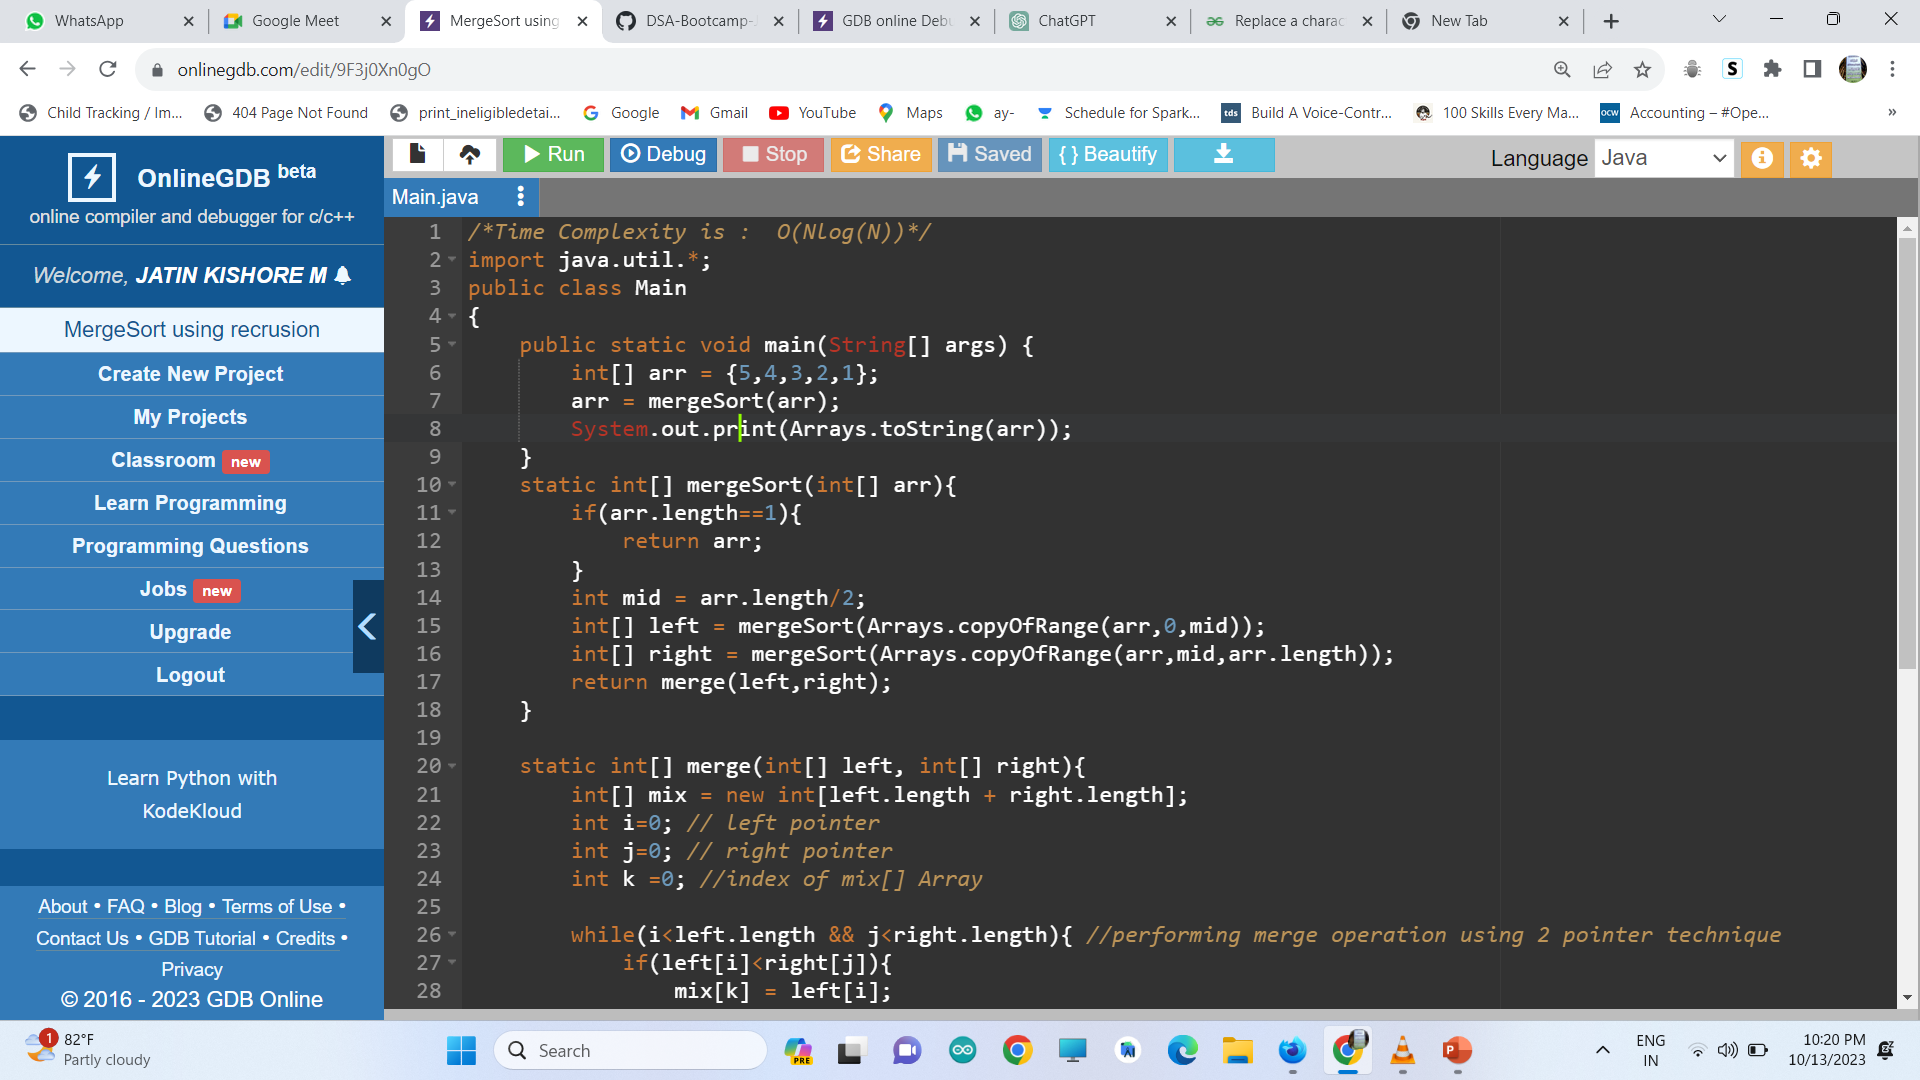 WhatsApp
Google Meet
MergeSort using
DSA-Bootcamp-
GDB online Debu
ChatGPT
Replace a charac
New Tab
onlinegdb.com/edit/9F3j0Xn0gO
Child Tracking / Im...
404 Page Not Found
print_ineligibledetai...
Google
Gmail
YouTube
Maps
ay-
Schedule for Spark...
tds
Build A Voice-Contr...
100 Skills Every Ma...
OCW
Accounting – #Ope...
»
OnlineGDB beta
online compiler and debugger for c/c++
Welcome, JATIN KISHORE M
MergeSort using recrusion
Create New Project
My Projects
Classroom new
Learn Programming
Programming Questions
Jobs new
Upgrade
Logout
Learn Python with
KodeKloud
About • FAQ • Blog • Terms of Use •
Contact Us • GDB Tutorial • Credits •
Privacy
© 2016 - 2023 GDB Online
Run
Debug
Stop
Share
Saved
{ } Beautify
Language Java
Main.java
1 /*Time Complexity is :  O(Nlog(N))*/
2 import java.util.*;
3 public class Main
4 {
5     public static void main(String[] args) {
6         int[] arr = {5,4,3,2,1};
7         arr = mergeSort(arr);
8         System.out.print(Arrays.toString(arr));
9     }
10     static int[] mergeSort(int[] arr){
11         if(arr.length==1){
12             return arr;
13         }
14         int mid = arr.length/2;
15         int[] left = mergeSort(Arrays.copyOfRange(arr,0,mid));
16         int[] right = mergeSort(Arrays.copyOfRange(arr,mid,arr.length));
17         return merge(left,right);
18     }
19
20     static int[] merge(int[] left, int[] right){
21         int[] mix = new int[left.length + right.length];
22         int i=0; // left pointer
23         int j=0; // right pointer
24         int k =0; //index of mix[] Array
25
26         while(i<left.length && j<right.length){ //performing merge operation using 2 pointer technique
27             if(left[i]<right[j]){
28                 mix[k] = left[i];
1
82°F
Partly cloudy
Search
PRE
ENG
IN
10:20 PM
10/13/2023